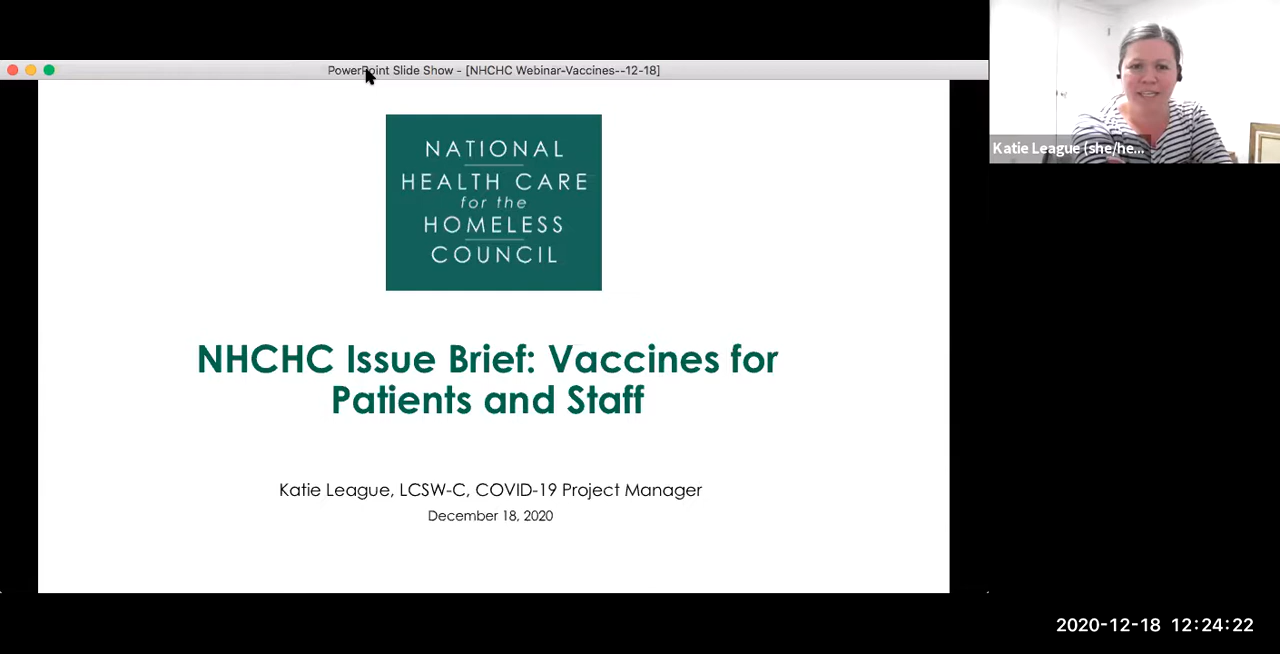 PowerPoint Slide Show - [NHCHC Webinar-Vaccines--12-18]
Katie League (she/he...
NATIONAL
HEALTH CARE
for the
HOMELESS
COUNCIL
NHCHC Issue Brief: Vaccines for
Patients and Staff
Katie League, LCSW-C, COVID-19 Project Manager
December 18, 2020
2020-12-18 12:24:22